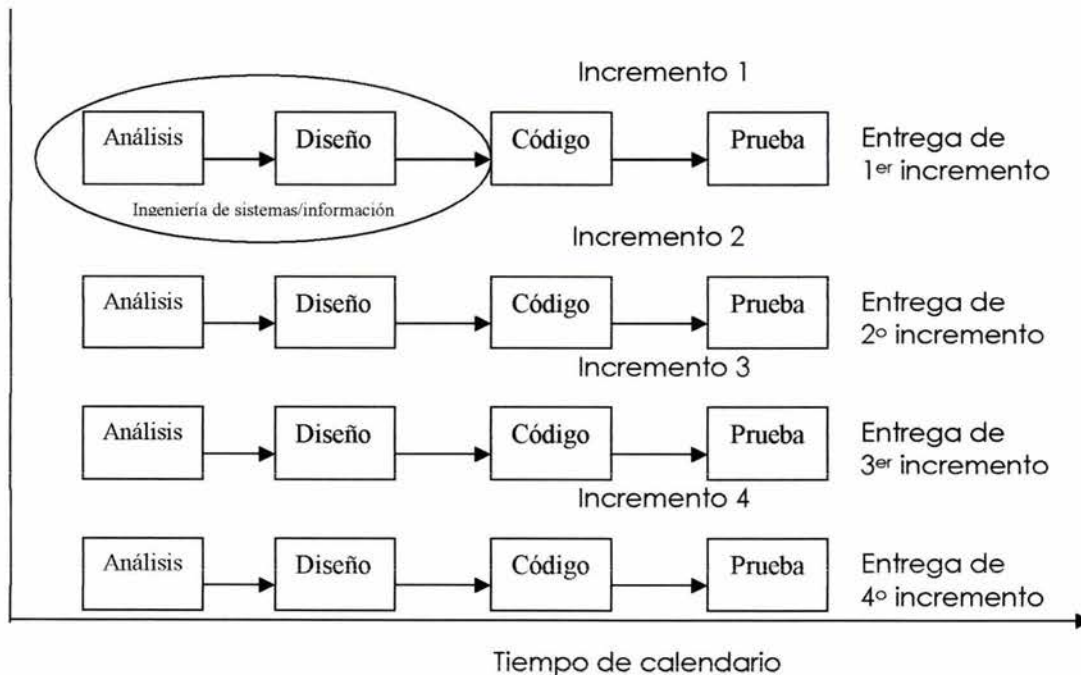 Incremento 1
Análisis Diseño Código Prueba Entrega de
1er incremento
Ingeniería de sistemas/información
Incremento 2
Análisis Diseño Código Prueba Entrega de
2º incremento
Incremento 3
Análisis Diseño Código Prueba Entrega de
3er incremento
Incremento 4
Análisis Diseño Código Prueba Entrega de
4º incremento
Tiempo de calendario